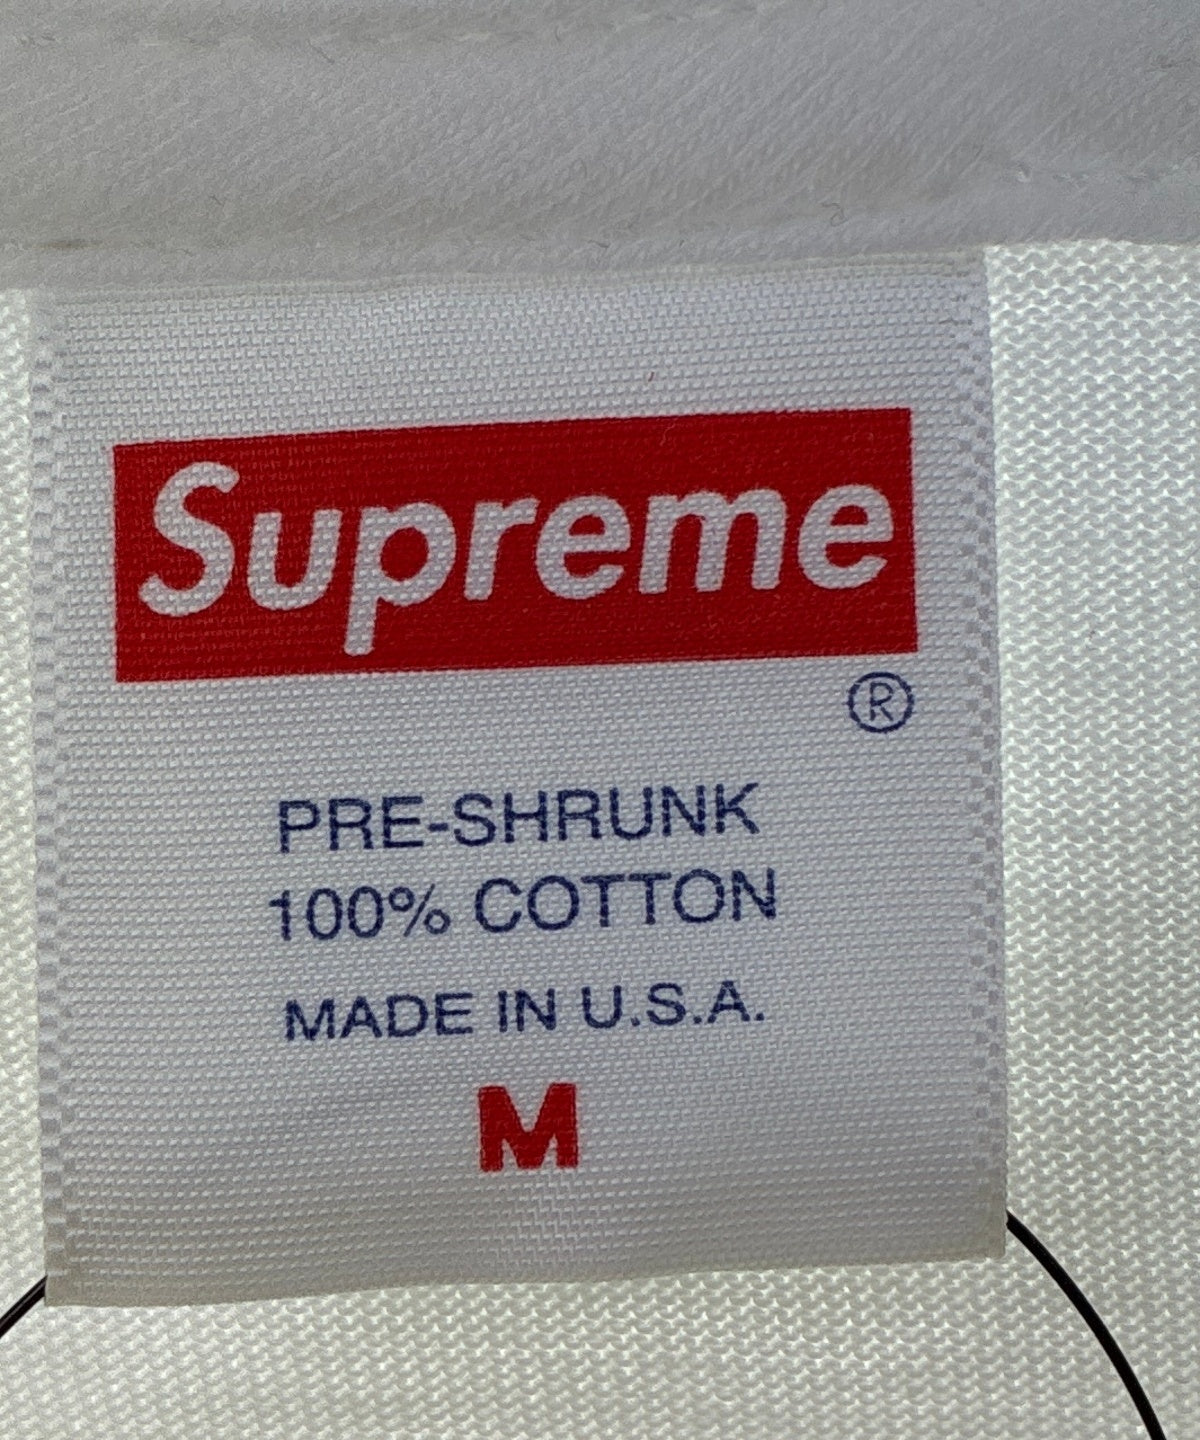 Supreme
®
PRE-SHRUNK
100% COTTON
MADE IN U.S.A.
M